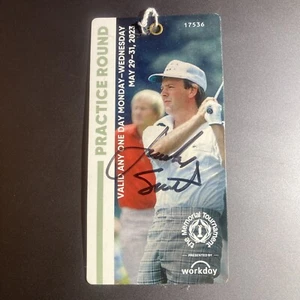 17536
PRACTICE ROUND
VALID ANY ONE DAY MONDAY-WEDNESDAY
MAY 29-31, 2023
the Memorial Tournament
PRESENTED BY
workday